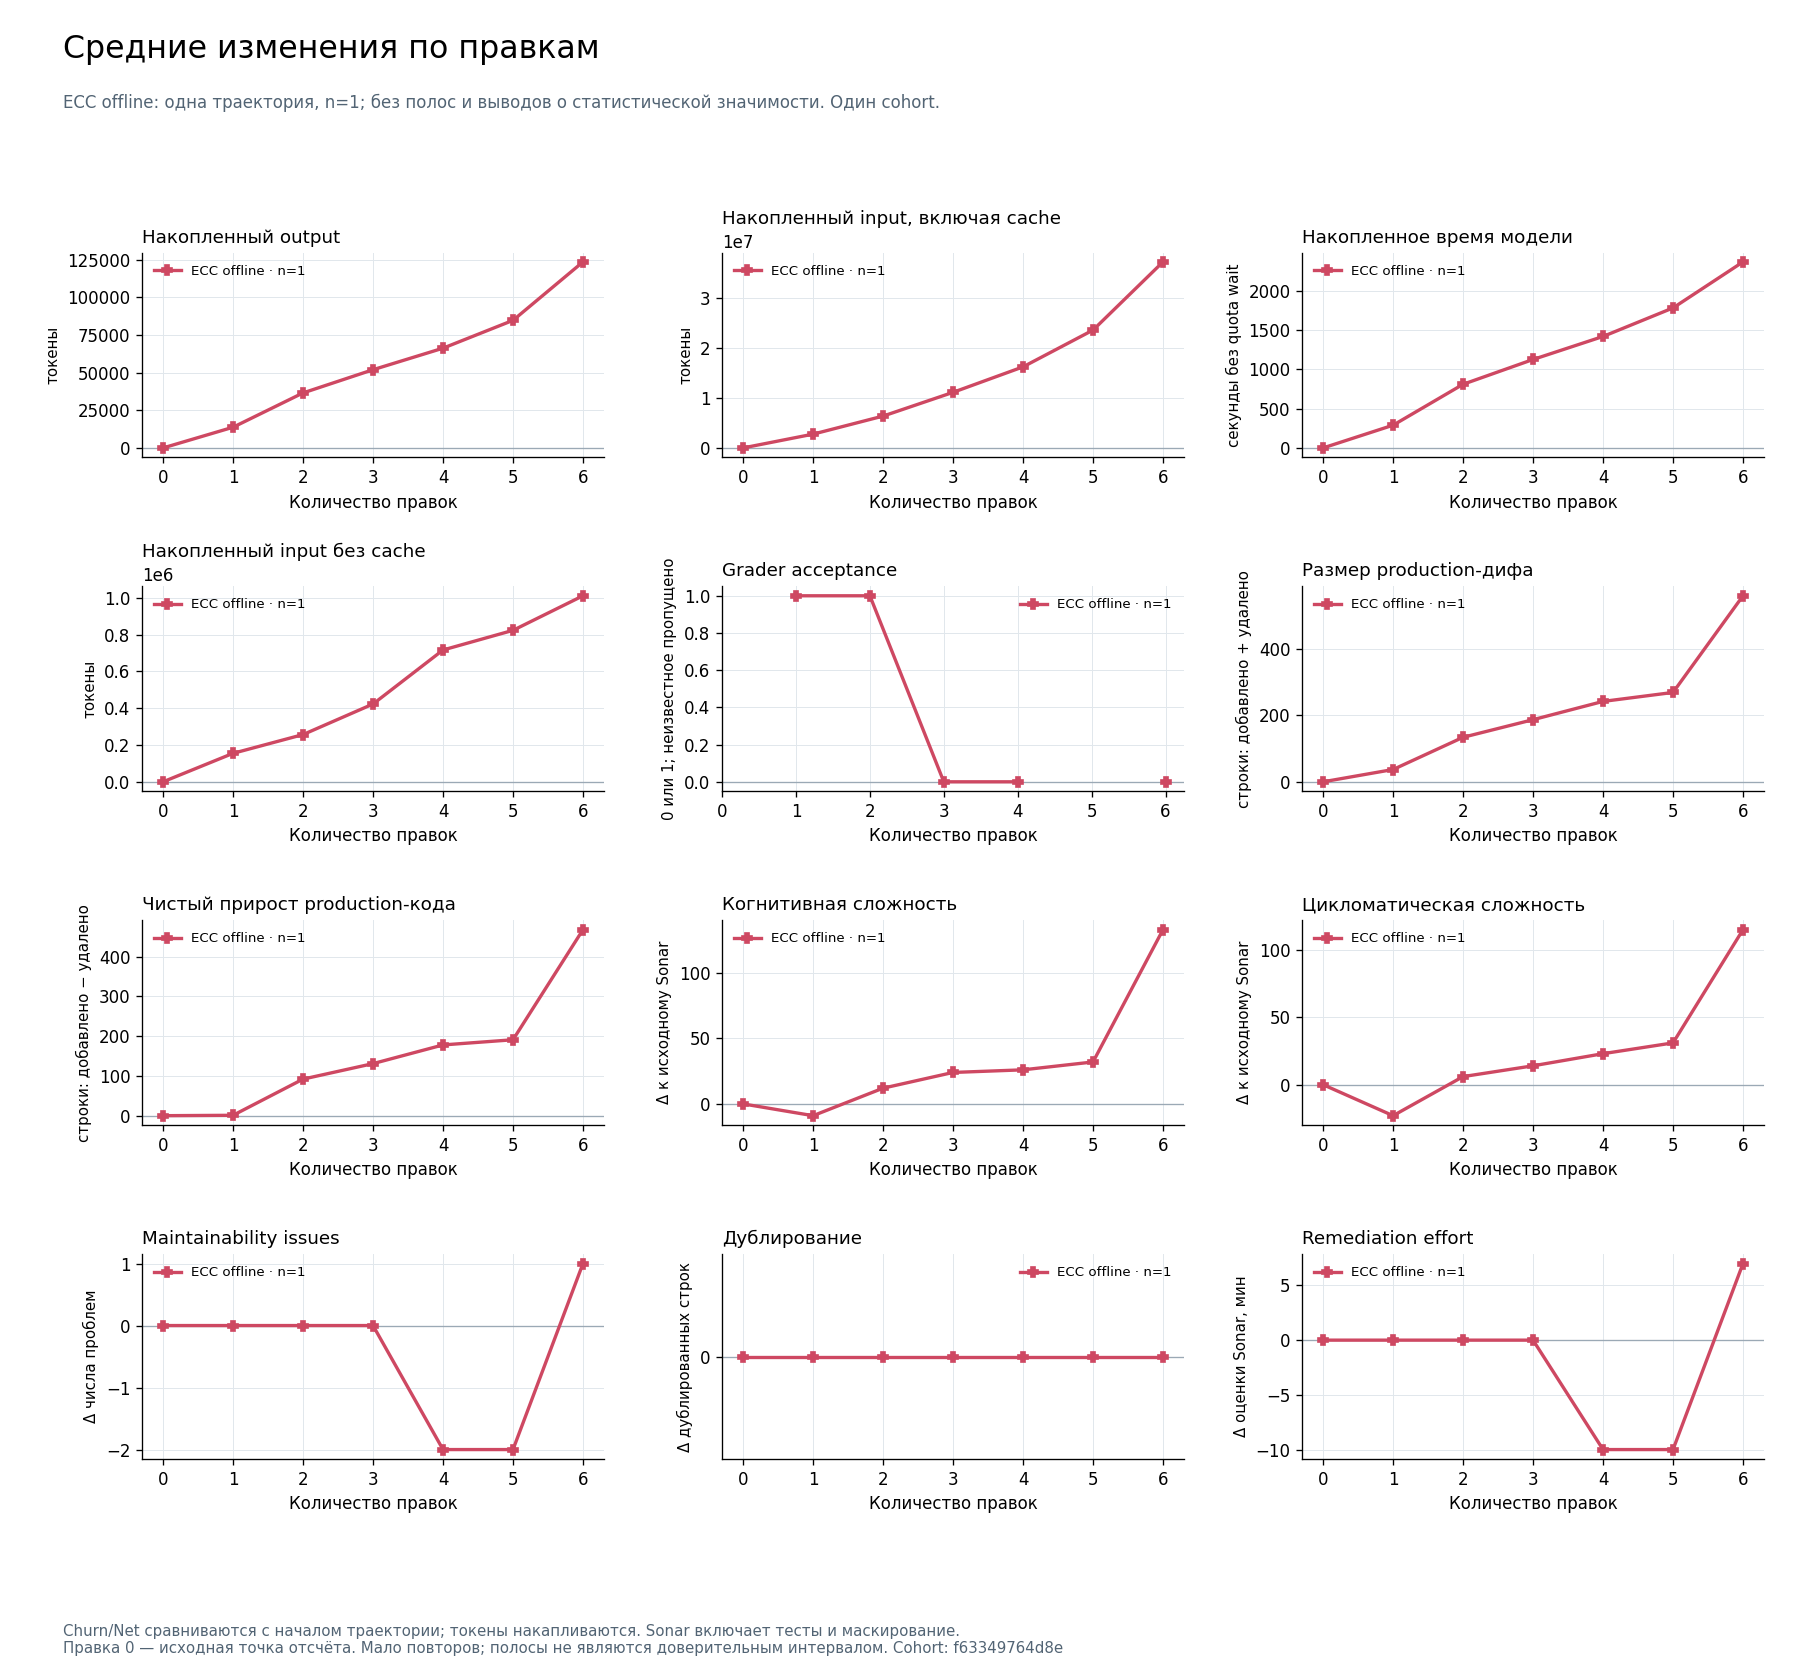 Средние изменения по правкам
ECC offline: одна траектория, n=1; без полос и выводов о статистической значимости. Один cohort.
Накопленный output
токены
125000
100000
75000
50000
25000
0
ECC offline · n=1
0 1 2 3 4 5 6
Количество правок
Накопленный input, включая cache
1e7
токены
3
2
1
0
ECC offline · n=1
0 1 2 3 4 5 6
Количество правок
Накопленное время модели
секунды без quota wait
2000
1500
1000
500
0
ECC offline · n=1
0 1 2 3 4 5 6
Количество правок
Накопленный input без cache
1e6
токены
1.0
0.8
0.6
0.4
0.2
0.0
ECC offline · n=1
0 1 2 3 4 5 6
Количество правок
Grader acceptance
0 или 1; неизвестное пропущено
1.0
0.8
0.6
0.4
0.2
0.0
ECC offline · n=1
0 1 2 3 4 5 6
Количество правок
Размер production-дифа
строки: добавлено + удалено
400
200
0
ECC offline · n=1
0 1 2 3 4 5 6
Количество правок
Чистый прирост production-кода
строки: добавлено − удалено
400
300
200
100
0
ECC offline · n=1
0 1 2 3 4 5 6
Количество правок
Когнитивная сложность
Δ к исходному Sonar
100
50
0
ECC offline · n=1
0 1 2 3 4 5 6
Количество правок
Цикломатическая сложность
Δ к исходному Sonar
100
50
0
ECC offline · n=1
0 1 2 3 4 5 6
Количество правок
Maintainability issues
Δ числа проблем
1
0
−1
−2
ECC offline · n=1
0 1 2 3 4 5 6
Количество правок
Дублирование
Δ дублированных строк
0
ECC offline · n=1
0 1 2 3 4 5 6
Количество правок
Remediation effort
Δ оценки Sonar, мин
5
0
−5
−10
ECC offline · n=1
0 1 2 3 4 5 6
Количество правок
Churn/Net сравниваются с началом траектории; токены накапливаются. Sonar включает тесты и маскирование.
Правка 0 — исходная точка отсчёта. Мало повторов; полосы не являются доверительным интервалом. Cohort: f63349764d8e